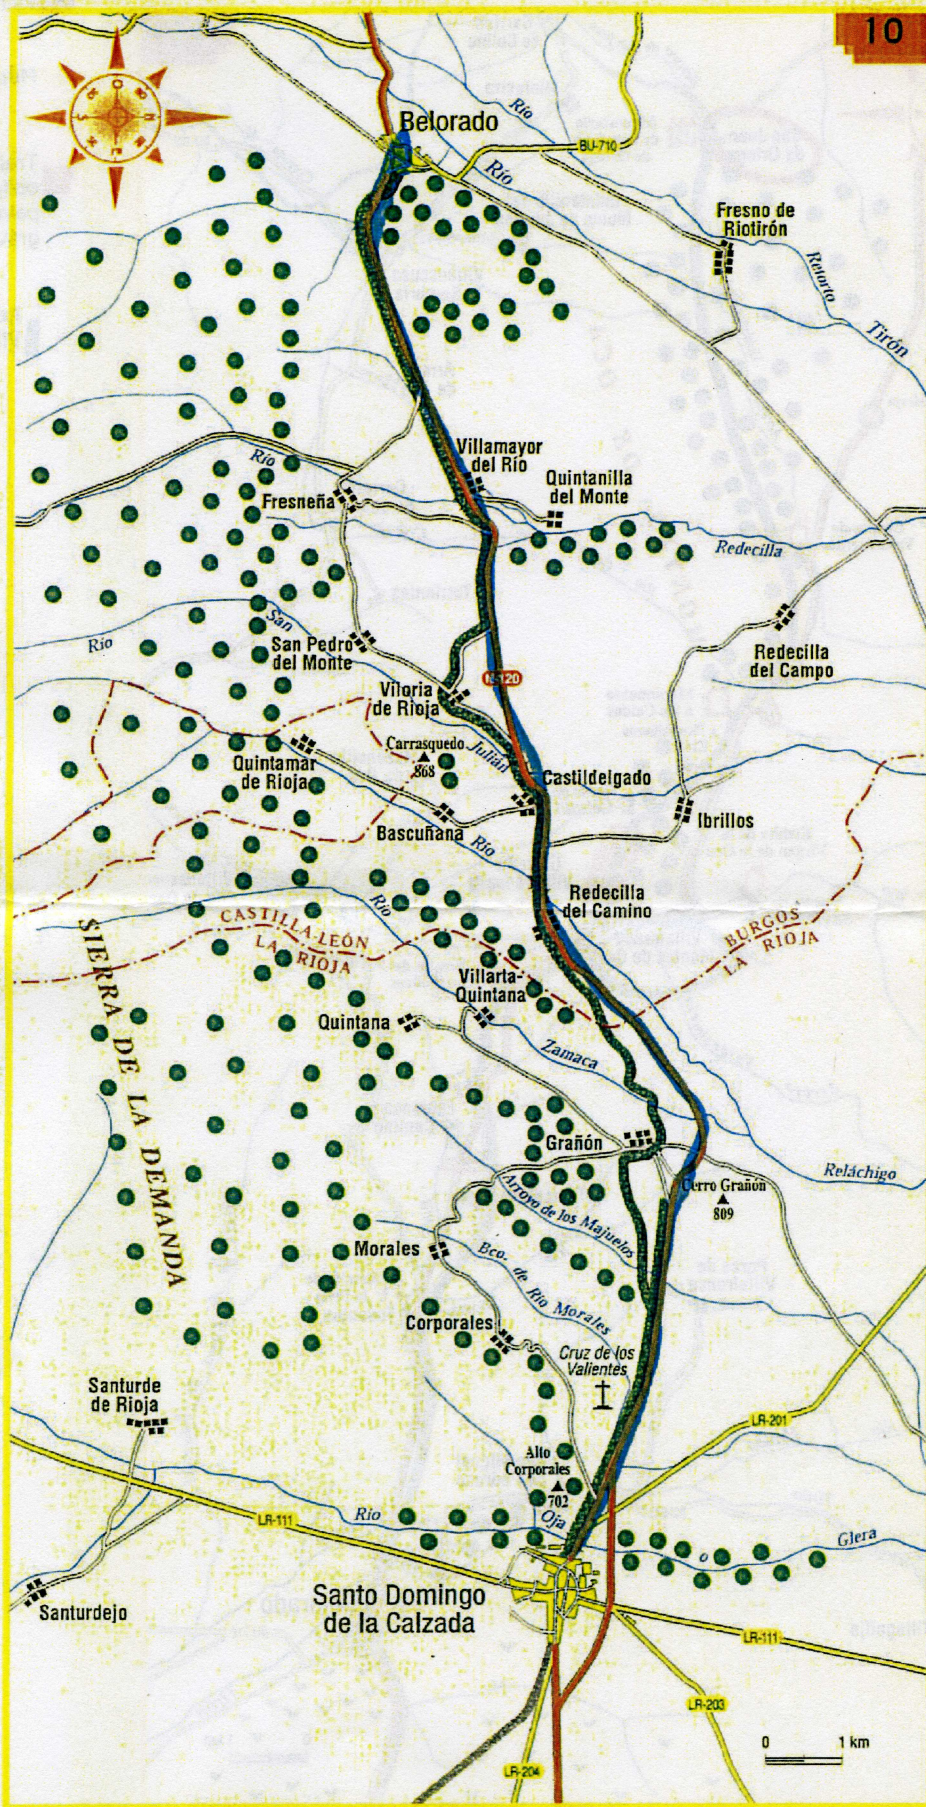 10
Belorado
Río
BU-710
Río
Fresno de
Riotirón
Retorto
Tirón
Villamayor
del Río
Río
Quintanilla
del Monte
Fresneña
Redecilla
San
Río
San Pedro
del Monte
Redecilla
del Campo
N-120
Viloria
de Rioja
Carrasquedo
868
Julián
Quintamar
de Rioja
Castildelgado
Ibrillos
Bascuñana
Río
Río
Redecilla
del Camino
CASTILLA-LEÓN
LA RIOJA
BURGOS
LA RIOJA
SIERRA DE LA DEMANDA
Villarta-
Quintana
Quintana
Zamaca
Grañón
Reláchigo
Cerro Grañón
809
Arroyo de los Majuelos
Morales
Bco. de Río Morales
Corporales
Cruz de los
Valientes
Santurde
de Rioja
LR-201
Alto
Corporales
702
LR-111
Río
Oja
o
Glera
Santo Domingo
de la Calzada
Santurdejo
LR-111
LR-203
LR-204
0 1 km